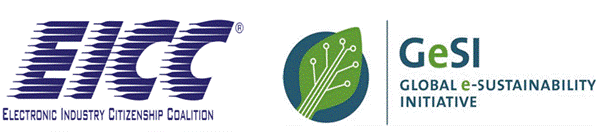 EICC®
ELECTRONIC INDUSTRY CITIZENSHIP COALITION
GeSI
GLOBAL e-SUSTAINABILITY
INITIATIVE